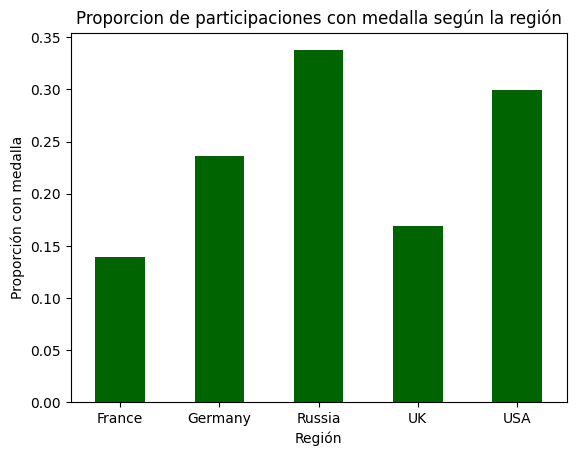 Proporcion de participaciones con medalla según la región
Proporción con medalla
0.35
0.30
0.25
0.20
0.15
0.10
0.05
0.00
France Germany Russia UK USA
Región